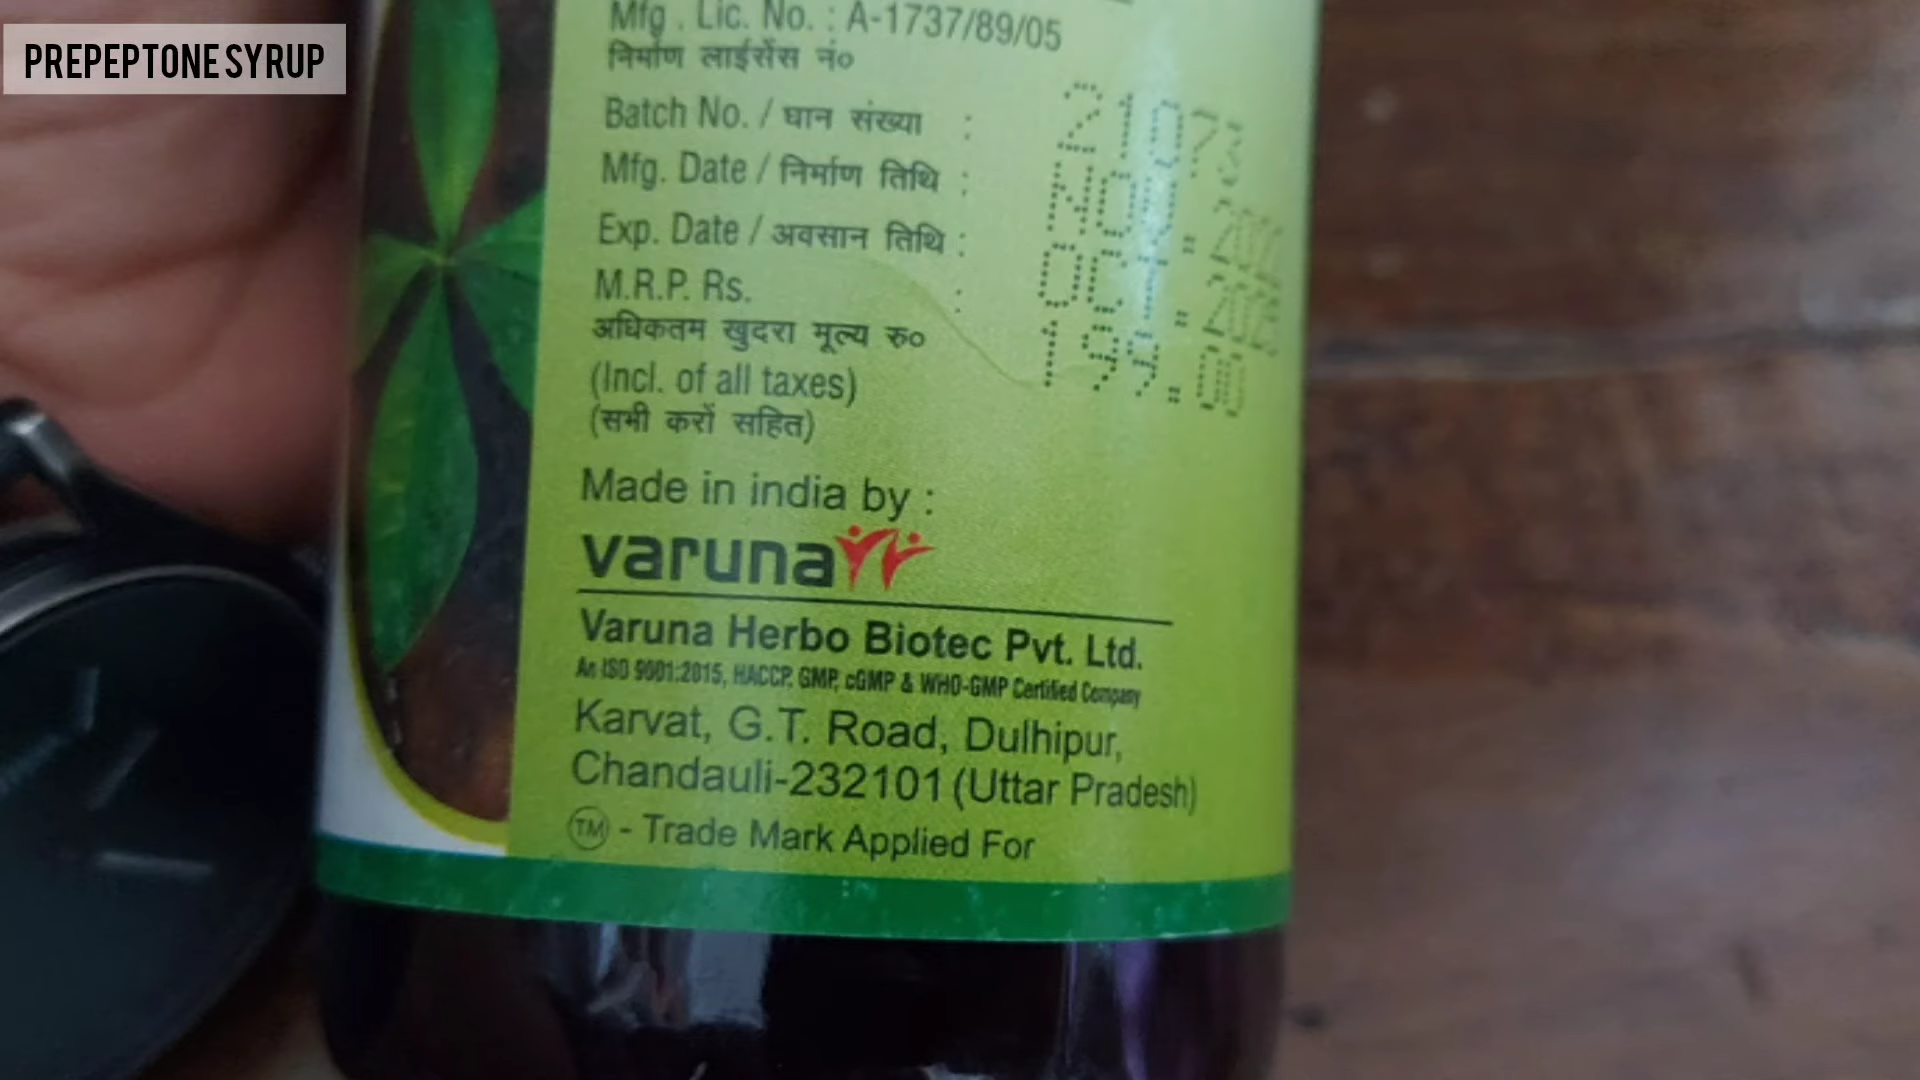 PREPEPTONE SYRUP
Mfg. Lic. No. : A-1737/89/05
निर्माण लाईसेंस नं०
Batch No. / घान संख्या : 21073
Mfg. Date / निर्माण तिथि : NOV.
Exp. Date / अवसान तिथि : OCT.
M.R.P. Rs. : 199.00
अधिकतम खुदरा मूल्य रु०
(Incl. of all taxes)
(सभी करों सहित)
Made in india by :
varuna
Varuna Herbo Biotec Pvt. Ltd.
An ISO 9001:2015, HACCP, GMP, cGMP & WHO-GMP Certified Company
Karvat, G.T. Road, Dulhipur,
Chandauli-232101 (Uttar Pradesh)
TM - Trade Mark Applied For